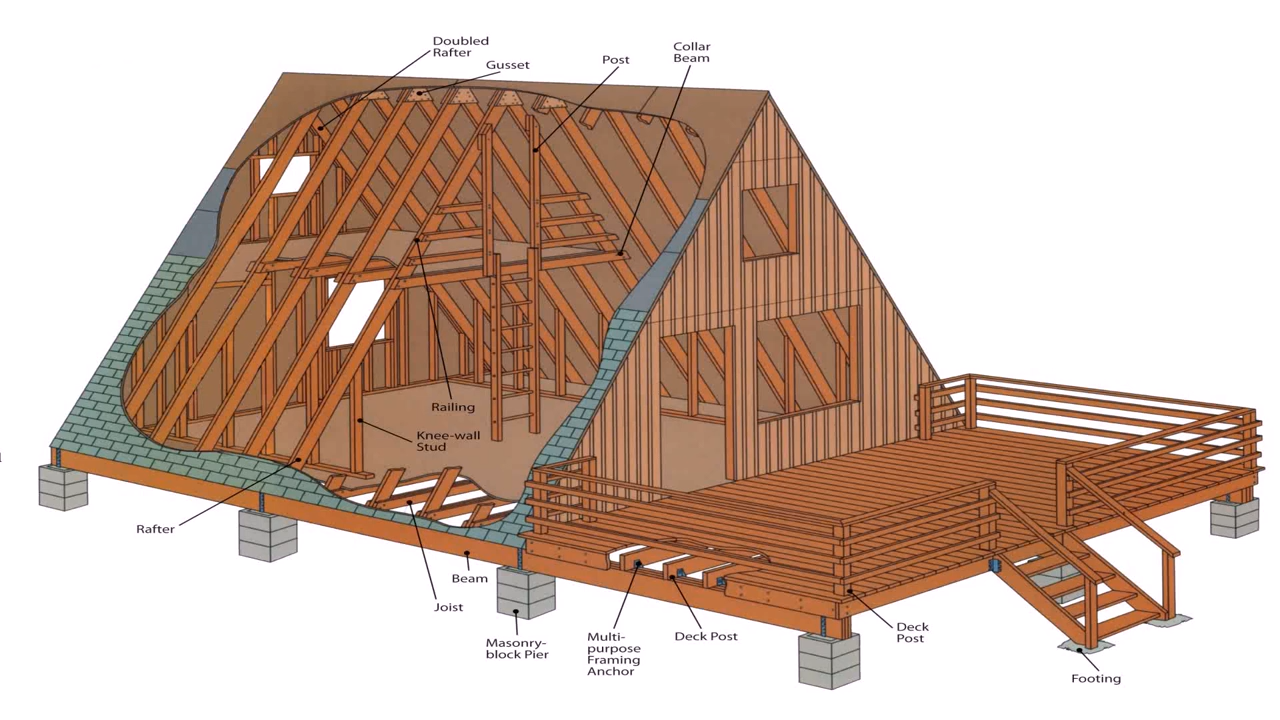 Doubled
Rafter
Gusset
Post
Collar
Beam
Railing
Knee-wall
Stud
Rafter
Beam
Joist
Masonry-
block Pier
Multi-
purpose
Framing
Anchor
Deck Post
Deck
Post
Footing